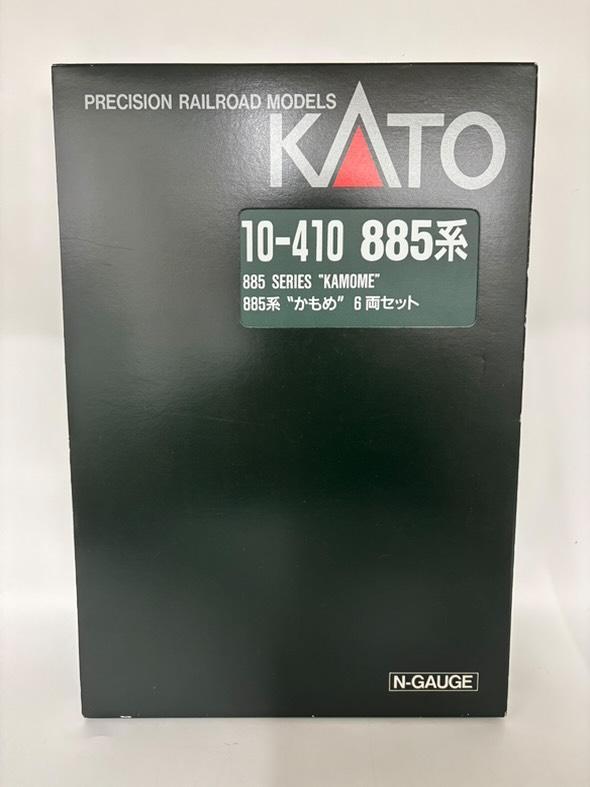 PRECISION RAILROAD MODELS
KATO
10-410 885系
885 SERIES "KAMOME"
885系 "かもめ" 6両セット
N-GAUGE